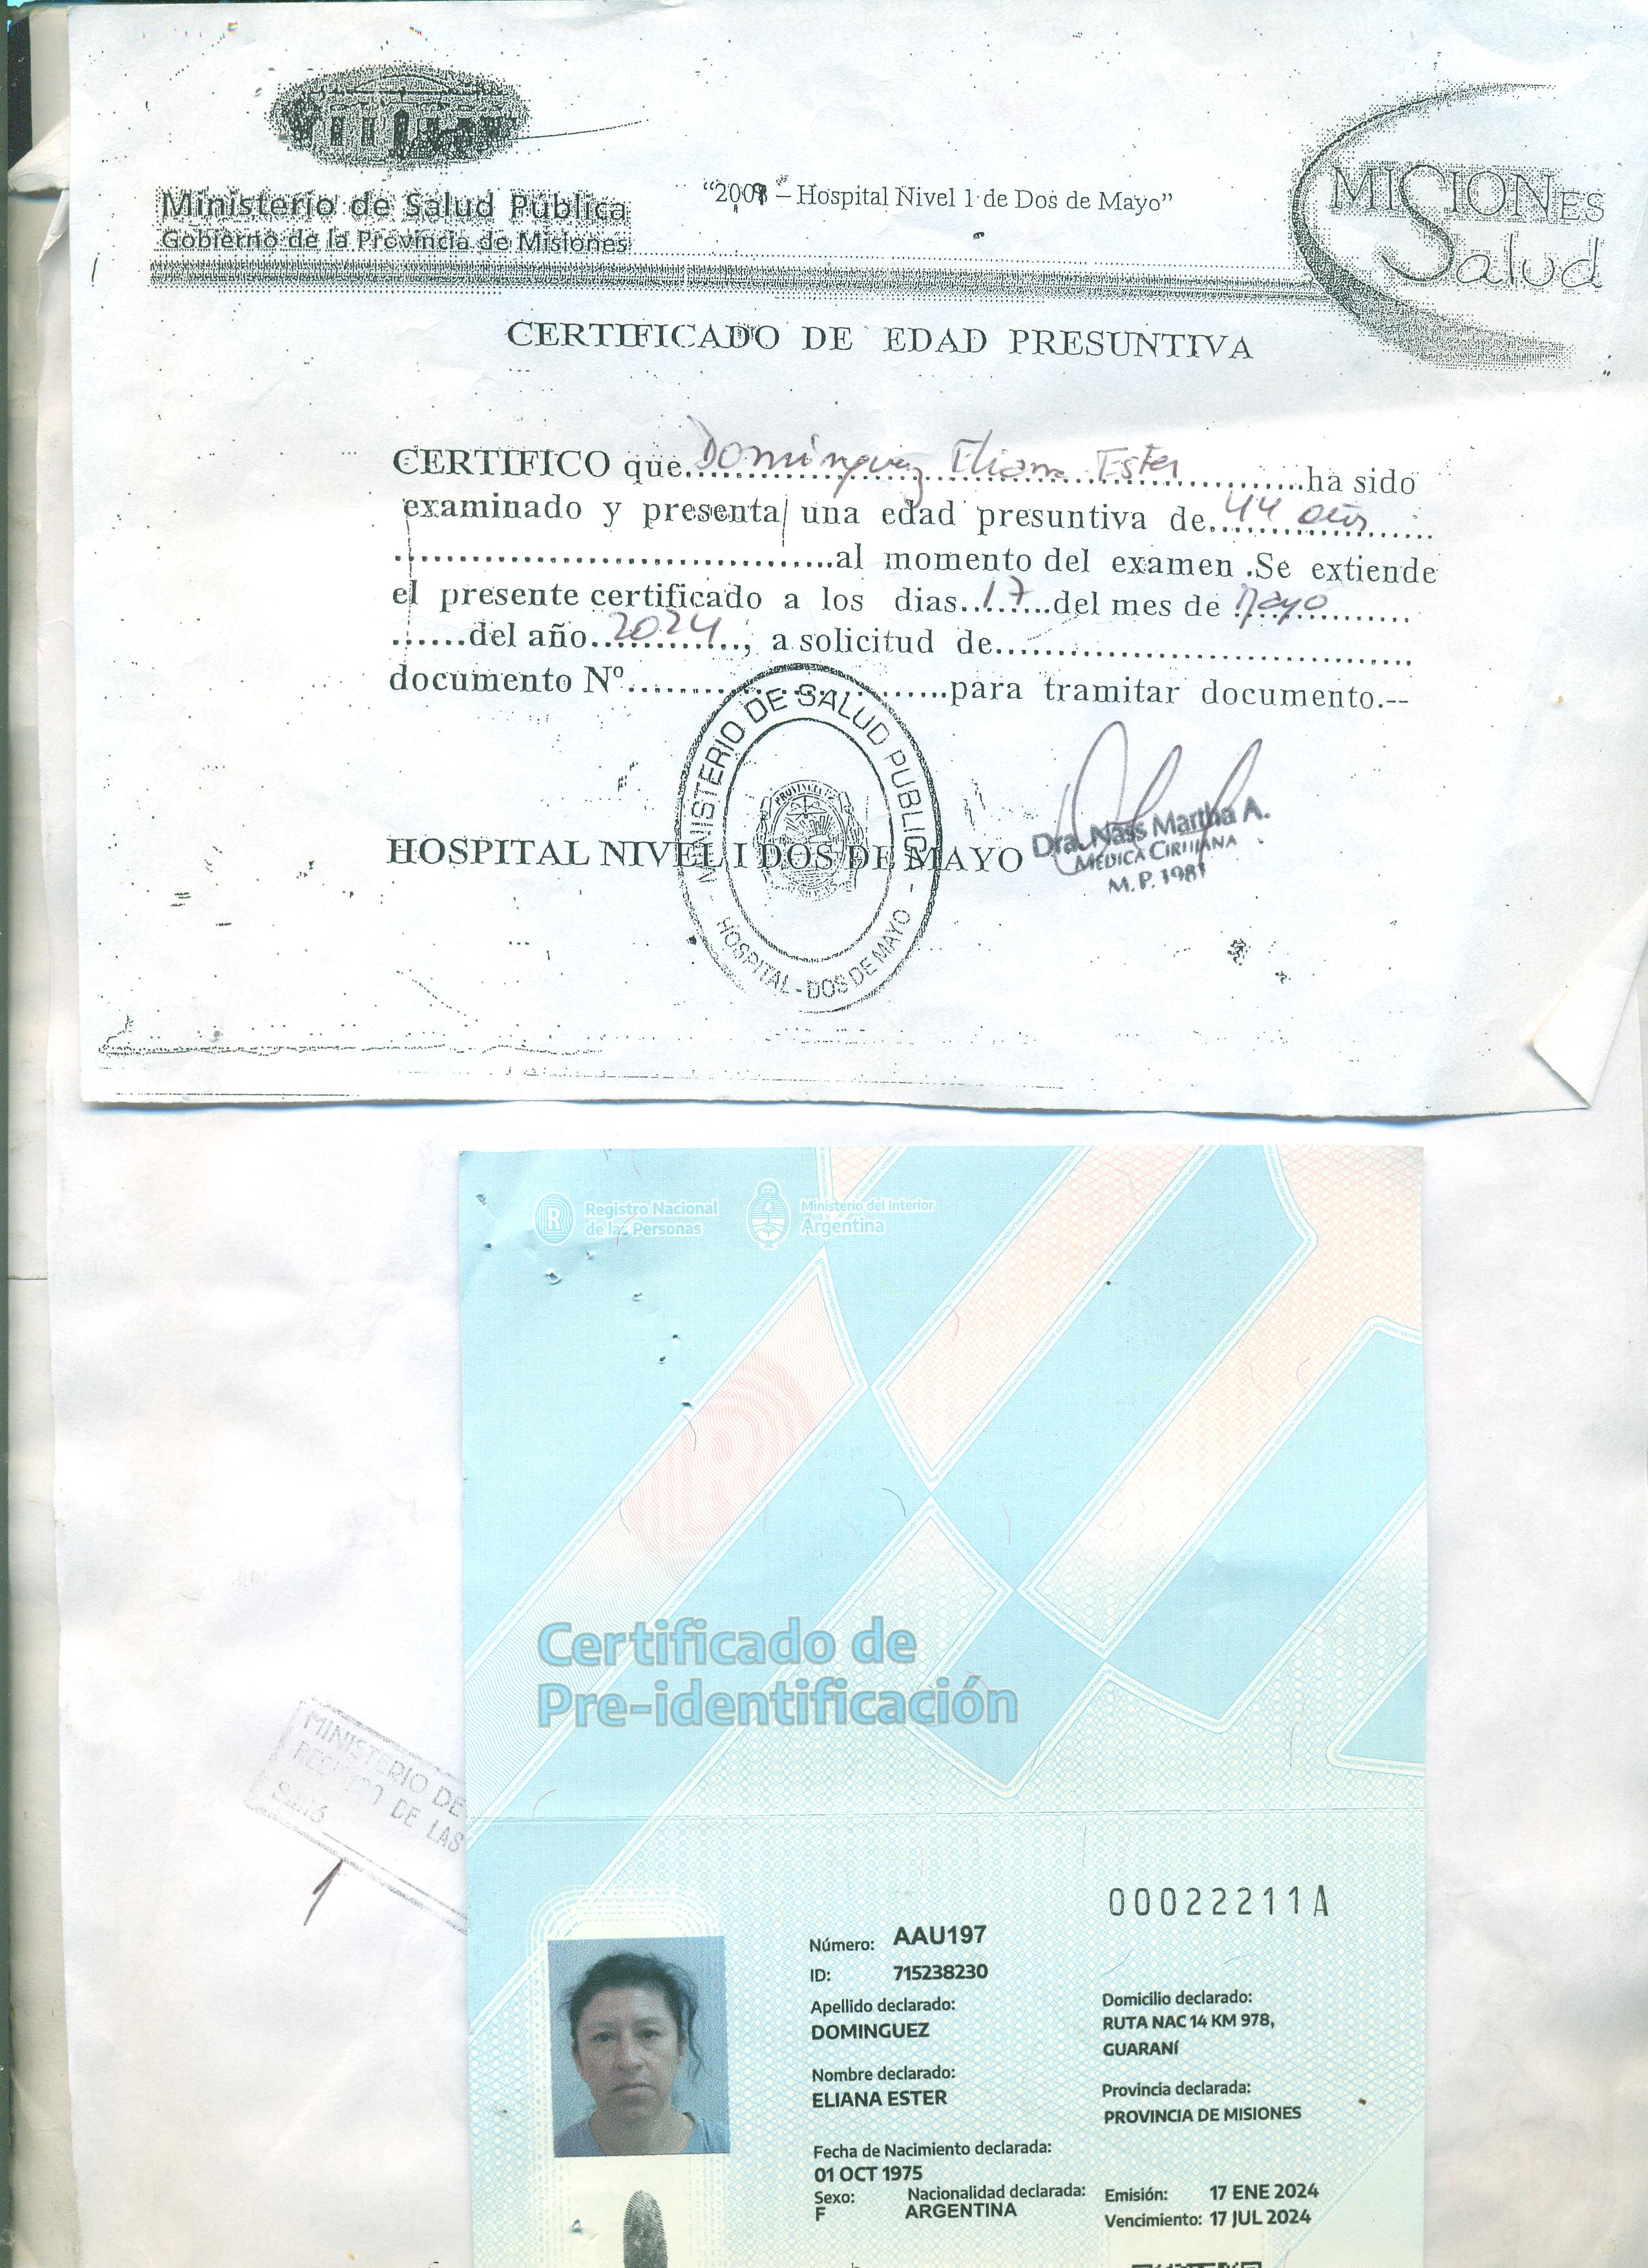 Ministerio de Salud Pública
Gobierno de la Provincia de Misiones
"2008 – Hospital Nivel 1 de Dos de Mayo"
MISIONES
Salud
CERTIFICADO DE EDAD PRESUNTIVA
CERTIFICO que Dominguez Eliana Ester ha sido
examinado y presenta una edad presuntiva de 44 años
al momento del examen .Se extiende
el presente certificado a los dias 17 del mes de Mayo
del año 2024, a solicitud de
documento Nº para tramitar documento.--
MINISTERIO DE SALUD PUBLICA
PROVINCIA DE
HOSPITAL - DOS DE MAYO
HOSPITAL NIVEL I DOS DE MAYO
Dra. Nass Martha A.
MEDICA CIRUJANA
M.P. 1981
Registro Nacional
de las Personas
Ministerio del Interior
Argentina
Certificado de
Pre-identificación
MINISTERIO DE
REGISTRO DE LAS
Salió
00022211A
Número: AAU197
ID: 715238230
Apellido declarado:
DOMINGUEZ
Nombre declarado:
ELIANA ESTER
Fecha de Nacimiento declarada:
01 OCT 1975
Sexo:
F
Nacionalidad declarada:
ARGENTINA
Domicilio declarado:
RUTA NAC 14 KM 978,
GUARANÍ
Provincia declarada:
PROVINCIA DE MISIONES
Emisión: 17 ENE 2024
Vencimiento: 17 JUL 2024